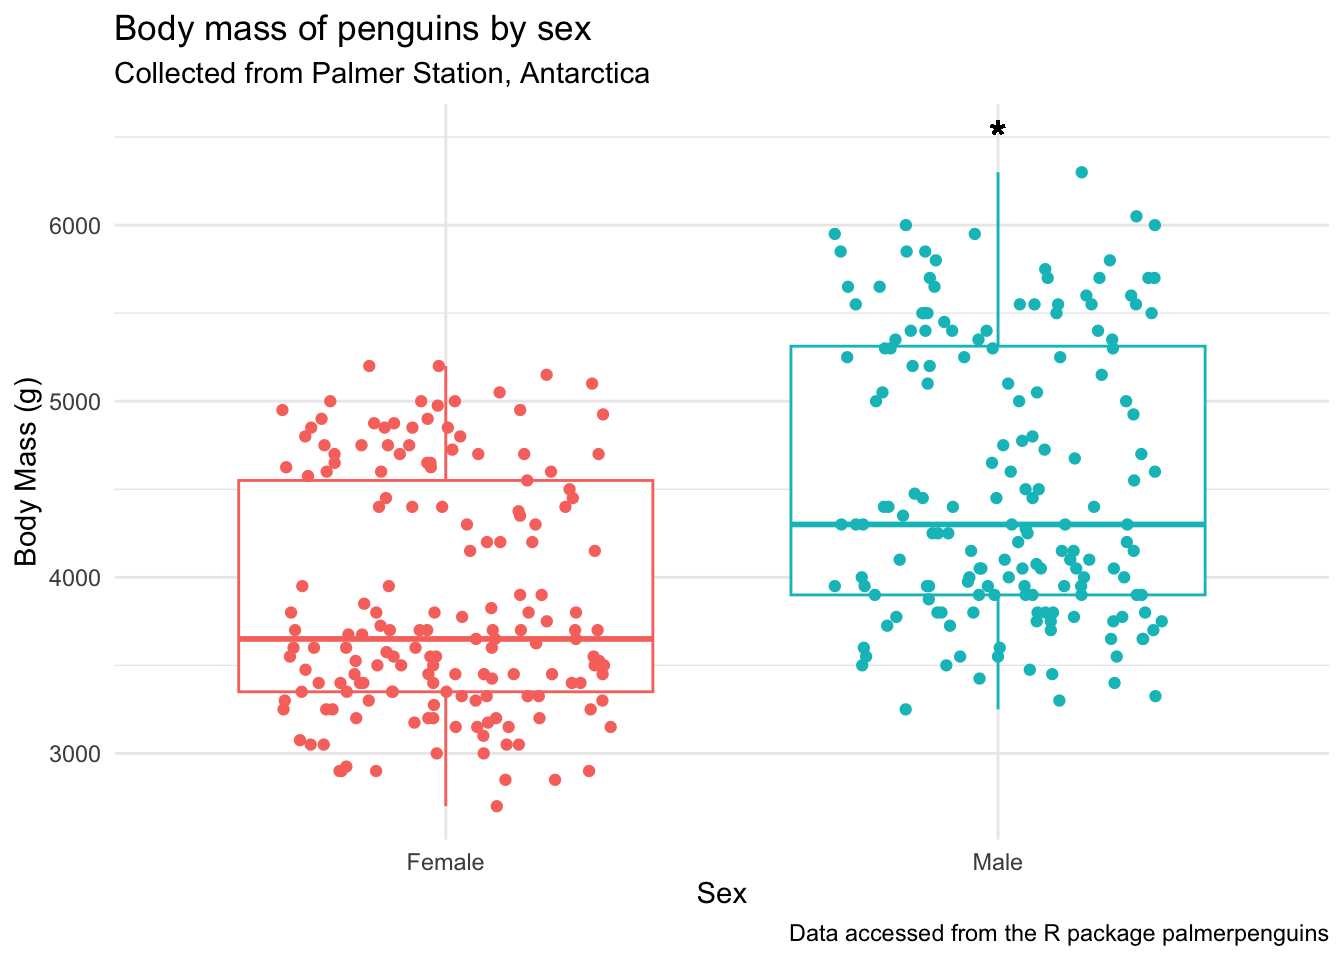 Body mass of penguins by sex
Collected from Palmer Station, Antarctica
*
6000
5000
4000
3000
Body Mass (g)
Female Male
Sex
Data accessed from the R package palmerpenguins